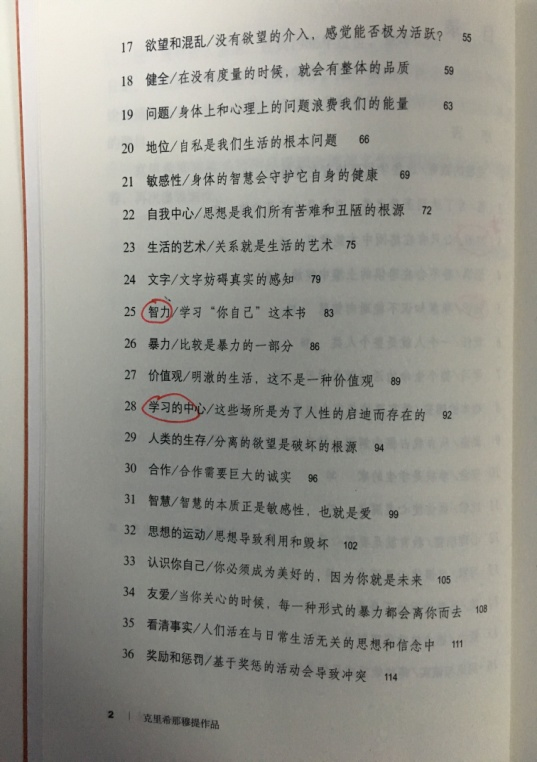 17 欲望和混乱/没有欲望的介入，感觉能否极为活跃？ 55
18 健全/在没有度量的时候，就会有整体的品质 59
19 问题/身体上和心理上的问题浪费我们的能量 63
20 地位/自私是我们生活的根本问题 66
21 敏感性/身体的智慧会守护它自身的健康 69
22 自我中心/思想是我们所有苦难和丑陋的根源 72
23 生活的艺术/关系就是生活的艺术 75
24 文字/文字妨碍真实的感知 79
25 智力/学习“你自己”这本书 83
26 暴力/比较是暴力的一部分 86
27 价值观/明澈的生活，这不是一种价值观 89
28 学习的中心/这些场所是为了人性的启迪而存在的 92
29 人类的生存/分离的欲望是破坏的根源 94
30 合作/合作需要巨大的诚实 96
31 智慧/智慧的本质正是敏感性，也就是爱 99
32 思想的运动/思想导致利用和毁坏 102
33 认识你自己/你必须成为美好的，因为你就是未来 105
34 友爱/当你关心的时候，每一种形式的暴力都会离你而去 108
35 看清事实/人们活在与日常生活无关的思想和信念中 111
36 奖励和惩罚/基于奖惩的活动会导致冲突 114
2 | 克里希那穆提作品